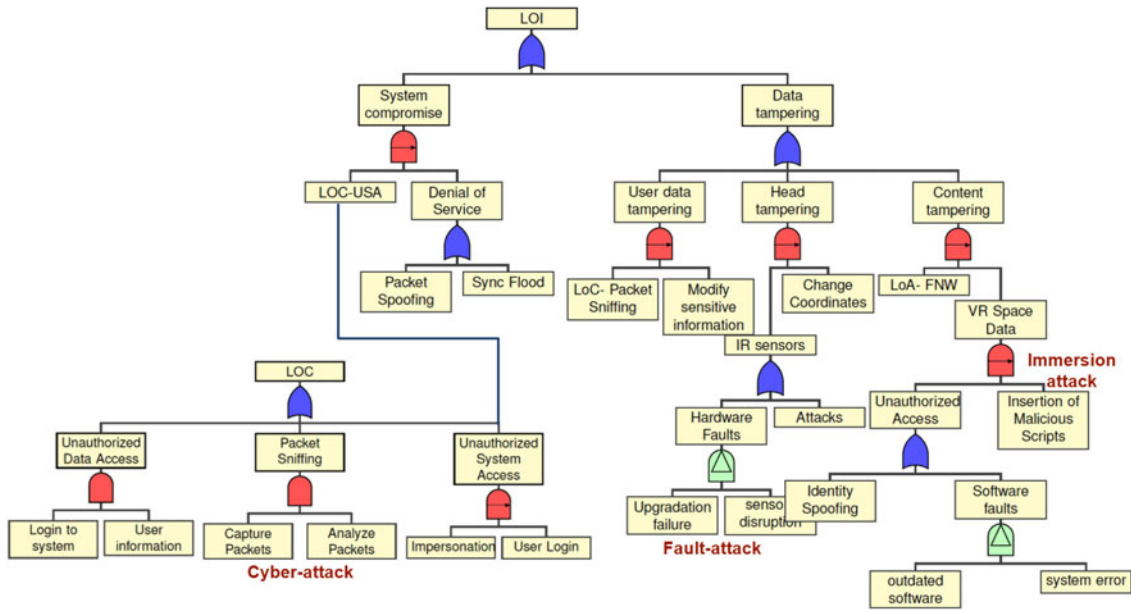 LOI
System
compromise
Data
tampering
LOC-USA
Denial of
Service
User data
tampering
Head
tampering
Content
tampering
Packet
Spoofing
Sync Flood
LoC- Packet
Sniffing
Modify
sensitive
information
Change
Coordinates
LoA- FNW
VR Space
Data
IR sensors
Immersion
attack
LOC
Hardware
Faults
Attacks
Unauthorized
Access
Insertion of
Malicious
Scripts
Unauthorized
Data Access
Packet
Sniffing
Unauthorized
System
Access
Upgradation
failure
senso
disruption
Identity
Spoofing
Software
faults
Login to
system
User
information
Capture
Packets
Analyze
Packets
Impersonation
User Login
Cyber-attack
Fault-attack
outdated
software
system error